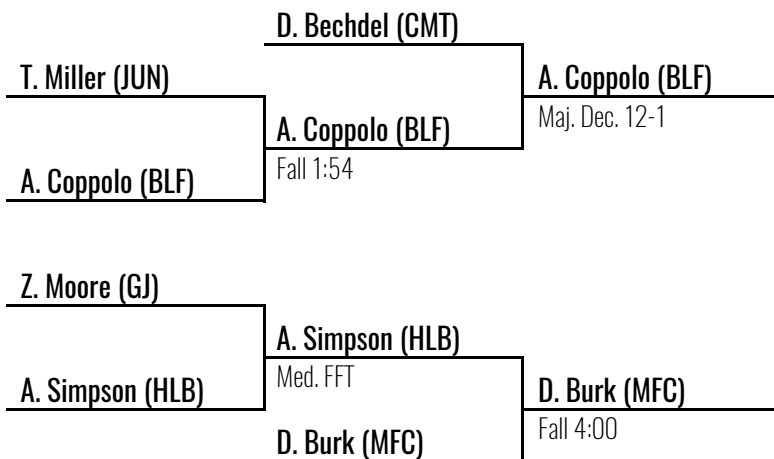 D. Bechdel (CMT)
T. Miller (JUN)
A. Coppolo (BLF)
Maj. Dec. 12-1
A. Coppolo (BLF)
Fall 1:54
A. Coppolo (BLF)
Z. Moore (GJ)
A. Simpson (HLB)
Med. FFT
A. Simpson (HLB)
D. Burk (MFC)
Fall 4:00
D. Burk (MFC)